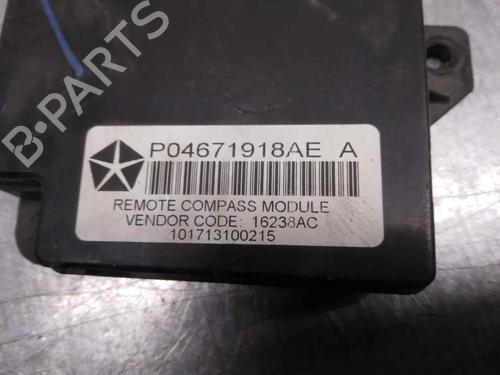 P04671918AE A
REMOTE COMPASS MODULE
VENDOR CODE: 16238AC
101713100215
B-PARTS